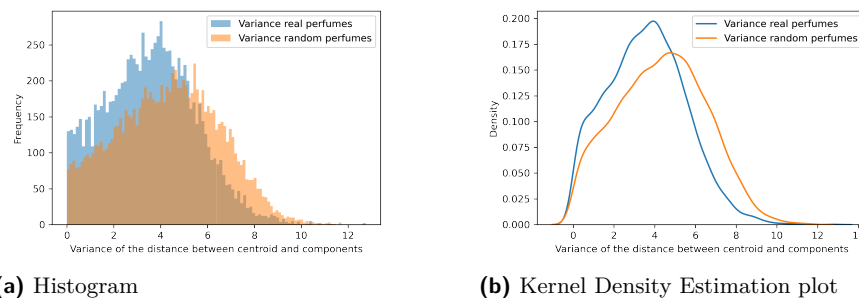 Variance real perfumes
Variance random perfumes
Frequency
250
200
150
100
50
0
0 2 4 6 8 10 12
Variance of the distance between centroid and components
(a) Histogram
Variance real perfumes
Variance random perfumes
Density
0.200
0.175
0.150
0.125
0.100
0.075
0.050
0.025
0.000
0 2 4 6 8 10 12
Variance of the distance between centroid and components
(b) Kernel Density Estimation plot